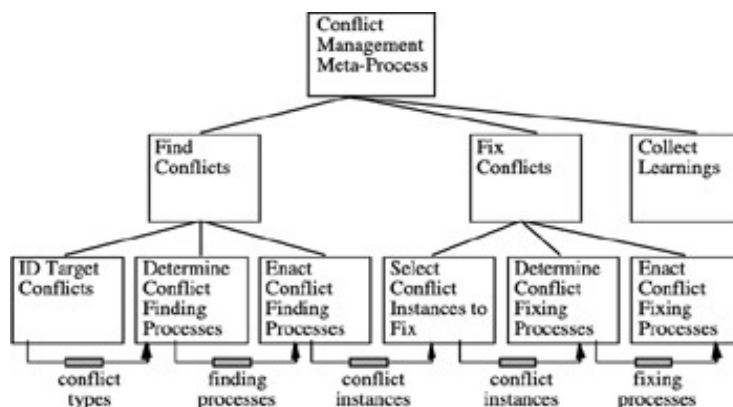 Conflict
Management
Meta-Process
Find
Conflicts
Fix
Conflicts
Collect
Learnings
ID Target
Conflicts
Determine
Conflict
Finding
Processes
Enact
Conflict
Finding
Processes
Select
Conflict
Instances to
Fix
Determine
Conflict
Fixing
Processes
Enact
Conflict
Fixing
Processes
conflict
types
finding
processes
conflict
instances
conflict
instances
fixing
processes